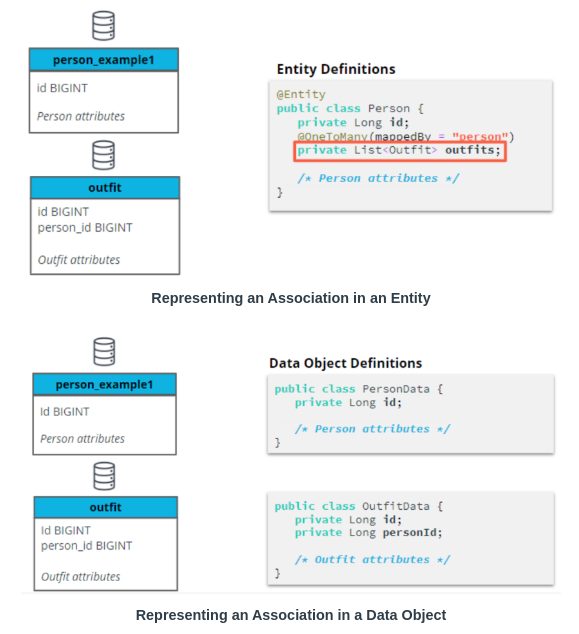 person_example1
id BIGINT
Person attributes
outfit
id BIGINT
person_id BIGINT
Outfit attributes
Entity Definitions
@Entity
public class Person {
private Long id;
@OneToMany(mappedBy = "person")
private List<Outfit> outfits;
/* Person attributes */
}
Representing an Association in an Entity
person_example1
Id BIGINT
Person attributes
outfit
Id BIGINT
person_id BIGINT
Outfit attributes
Data Object Definitions
public class PersonData {
private Long id;
/* Person attributes */
}
public class OutfitData {
private Long id;
private Long personId;
/* Outfit attributes */
}
Representing an Association in a Data Object